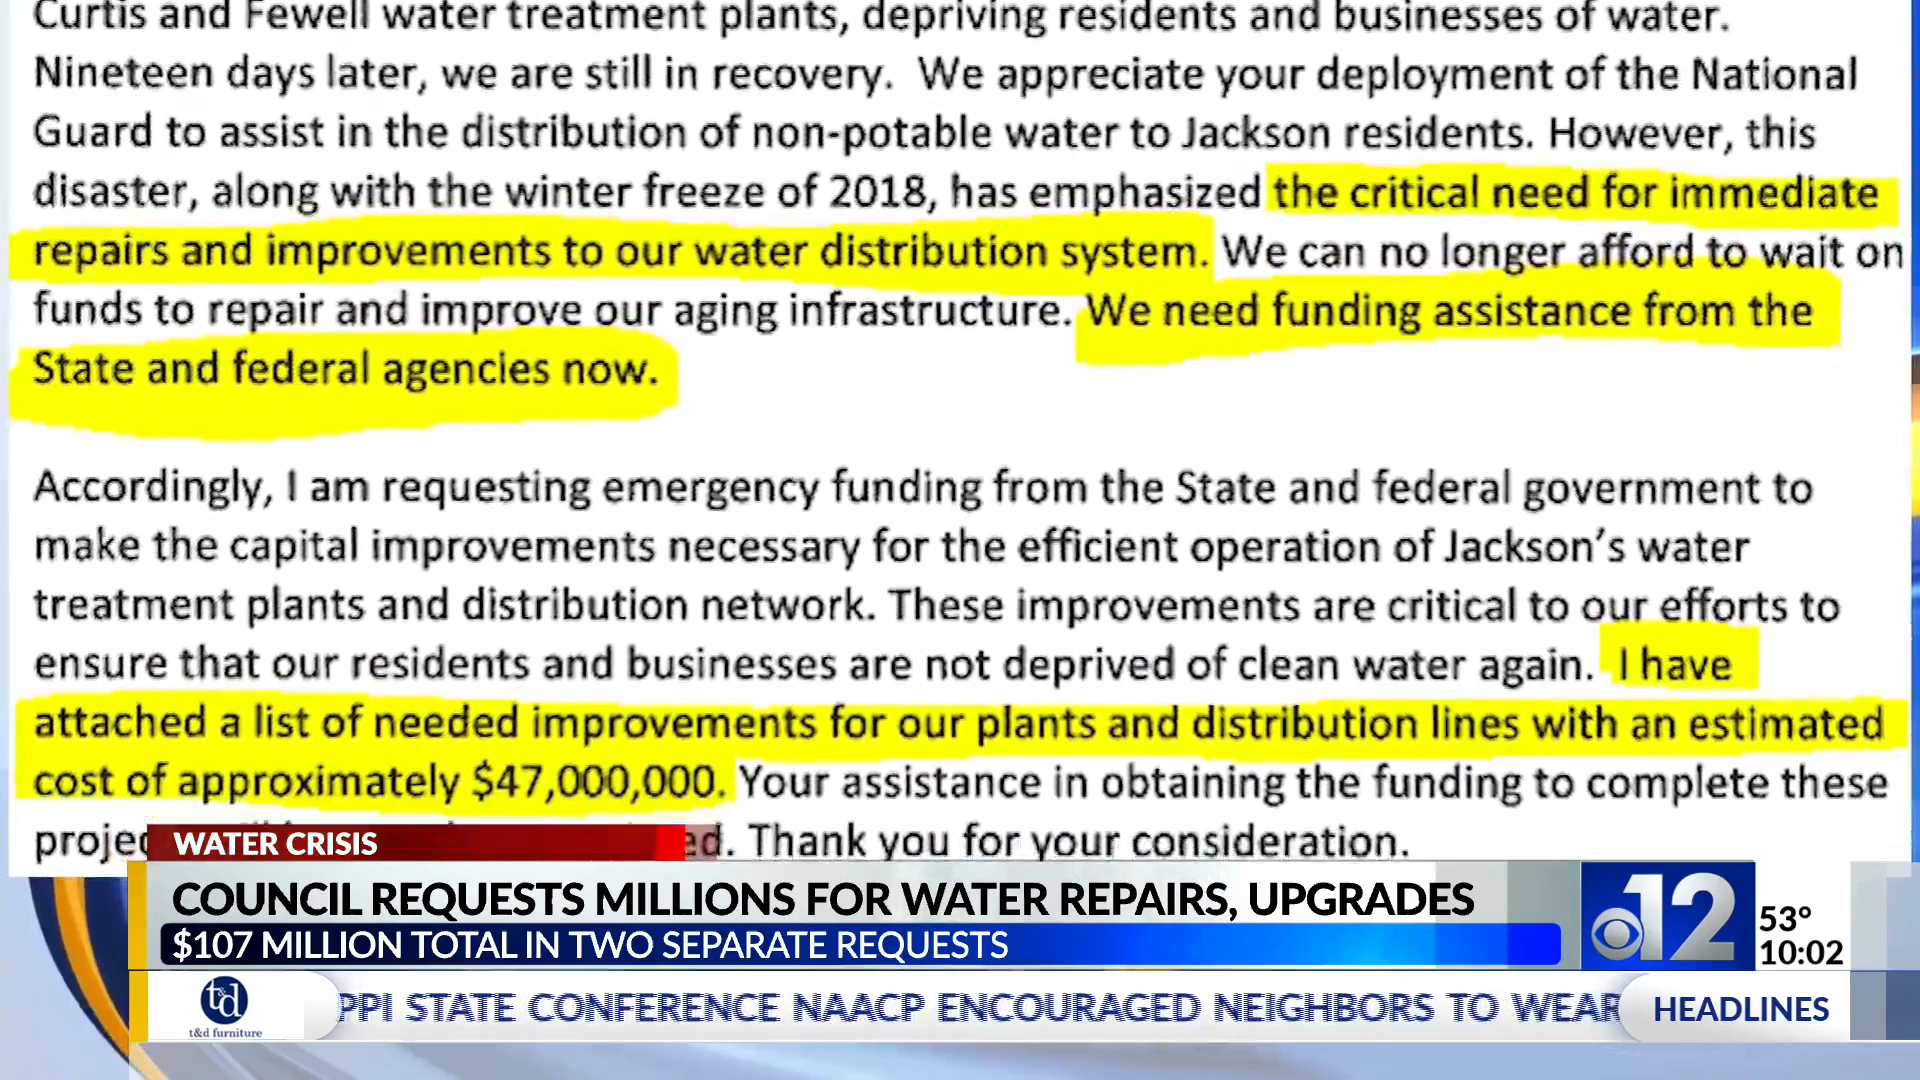 Curtis and Fewell water treatment plants, depriving residents and businesses of water.
Nineteen days later, we are still in recovery. We appreciate your deployment of the National
Guard to assist in the distribution of non-potable water to Jackson residents. However, this
disaster, along with the winter freeze of 2018, has emphasized the critical need for immediate
repairs and improvements to our water distribution system. We can no longer afford to wait on
funds to repair and improve our aging infrastructure. We need funding assistance from the
State and federal agencies now.
Accordingly, I am requesting emergency funding from the State and federal government to
make the capital improvements necessary for the efficient operation of Jackson’s water
treatment plants and distribution network. These improvements are critical to our efforts to
ensure that our residents and businesses are not deprived of clean water again. I have
attached a list of needed improvements for our plants and distribution lines with an estimated
cost of approximately $47,000,000. Your assistance in obtaining the funding to complete these
Thank you for your consideration.
WATER CRISIS
COUNCIL REQUESTS MILLIONS FOR WATER REPAIRS, UPGRADES
$107 MILLION TOTAL IN TWO SEPARATE REQUESTS
12
53°
10:02
t&d
t&d furniture
PPI STATE CONFERENCE NAACP ENCOURAGED NEIGHBORS TO WEAR
HEADLINES